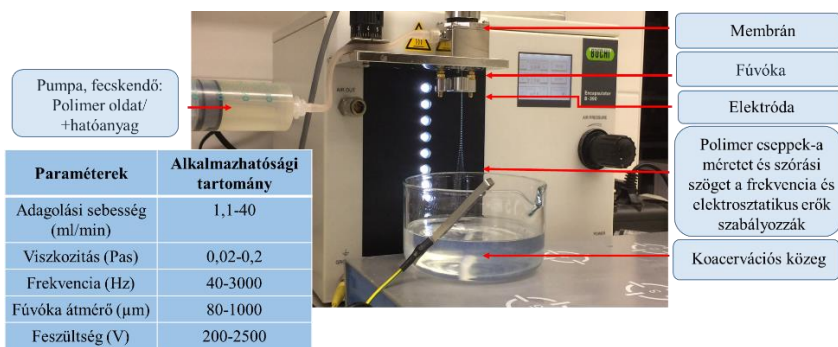 Pumpa, fecskendő:
Polimer oldat/
+hatóanyag
Paraméterek
Alkalmazhatósági
tartomány
Adagolási sebesség
(ml/min)
1,1-40
Viszkozitás (Pas)
0,02-0,2
Frekvencia (Hz)
40-3000
Fúvóka átmérő (µm)
80-1000
Feszültség (V)
200-2500
AIR OUT
BUCHI
Encapsulator
B-395
AIR PRESSURE
Membrán
Fúvóka
Elektróda
Polimer cseppek-a
méretet és szórási
szöget a frekvencia és
elektrosztatikus erők
szabályozzák
Koacervációs közeg